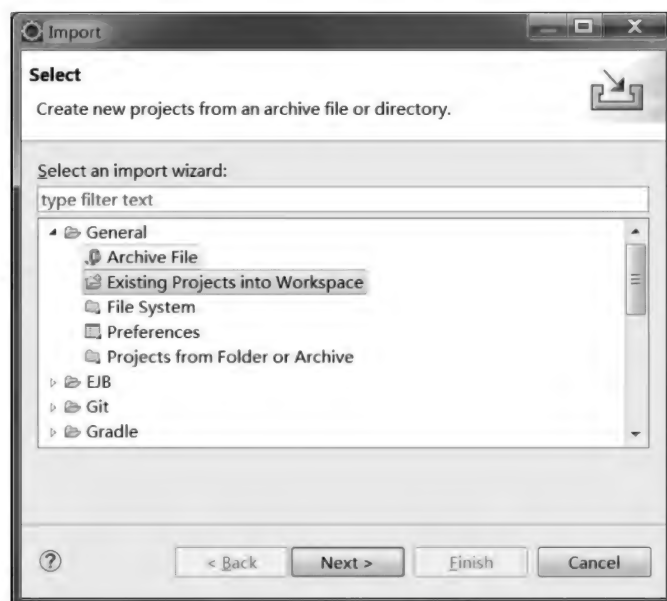 Import
Select
Create new projects from an archive file or directory.
Select an import wizard:
type filter text
General
Archive File
Existing Projects into Workspace
File System
Preferences
Projects from Folder or Archive
EJB
Git
Gradle
?
< Back
Next >
Finish
Cancel